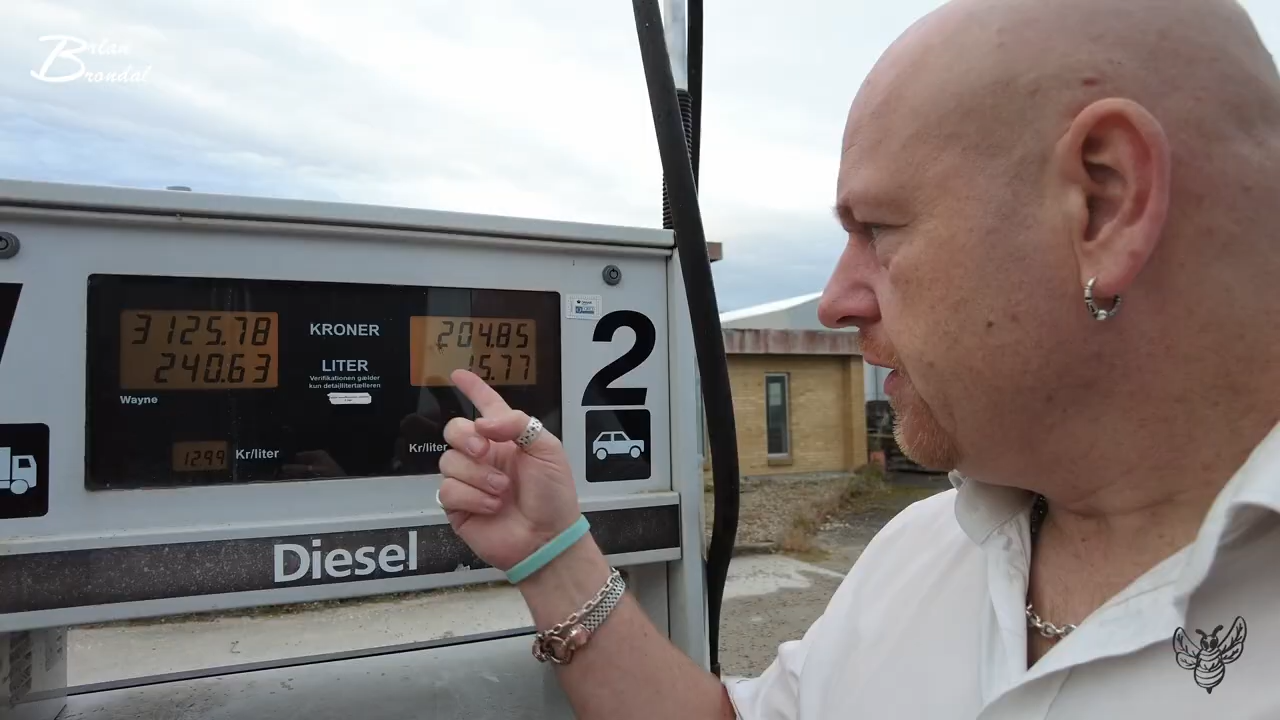 Brian
Brondal
3125.78
240.63
KRONER
LITER
Verifikationen gælder
kun detaillitertælleren
204.85
15.77
2
Wayne
12.99
Kr/liter
Kr/liter
Diesel